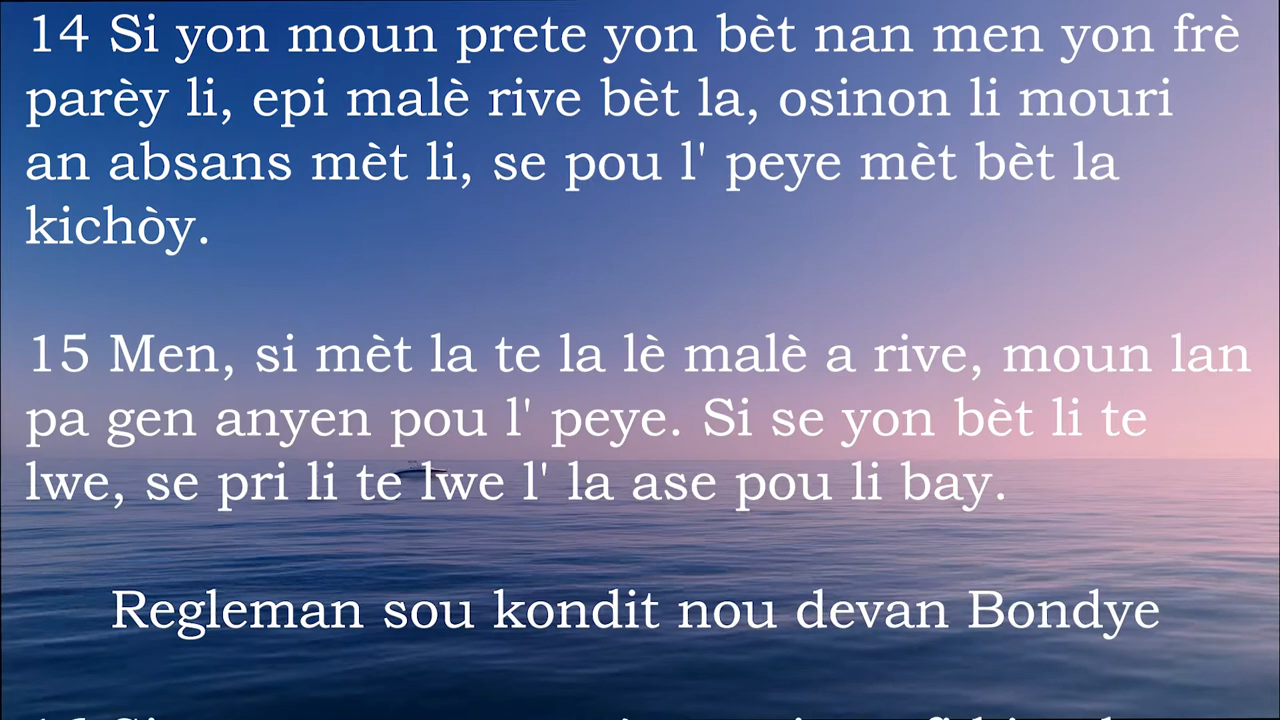 14 Si yon moun prete yon bèt nan men yon frè
parèy li, epi malè rive bèt la, osinon li mouri
an absans mèt li, se pou l' peye mèt bèt la
kichòy.
15 Men, si mèt la te la lè malè a rive, moun lan
pa gen anyen pou l' peye. Si se yon bèt li te
lwe, se pri li te lwe l' la ase pou li bay.
Regleman sou kondit nou devan Bondye